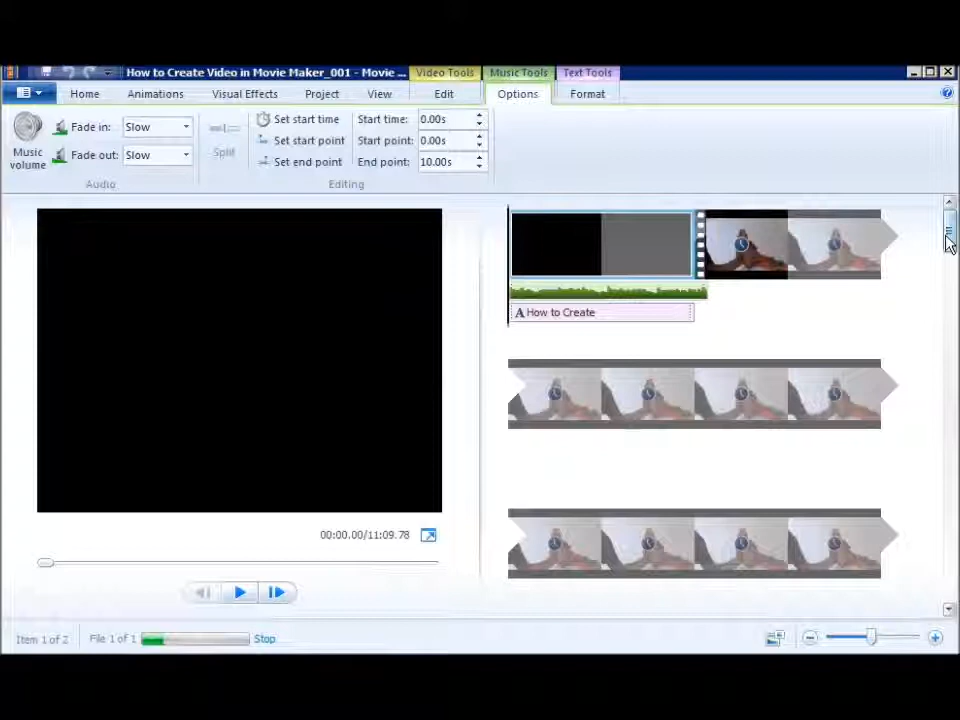 How to Create Video in Movie Maker_001 - Movie ... Video Tools Music Tools Text Tools
Home Animations Visual Effects Project View Edit Options Format
Music volume
Fade in: Slow
Fade out: Slow
Split
Set start time
Set start point
Set end point
Start time: 0.00s
Start point: 0.00s
End point: 10.00s
Audio Editing
A How to Create
00:00.00/11:09.78
Item 1 of 2 File 1 of 1 Stop